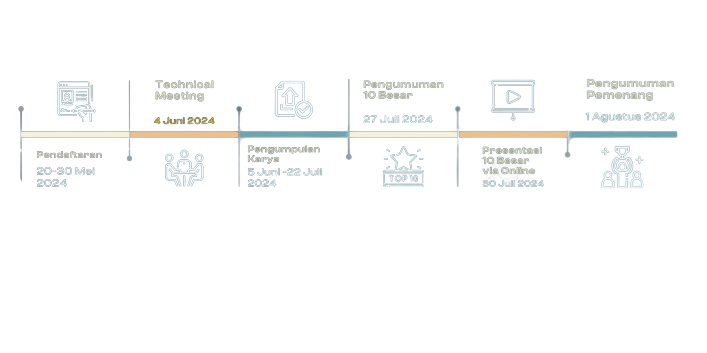 Pendaftaran
20-30 Mei
2024
Technical
Meeting
4 Juni 2024
Pengumpulan
Karya
5 Juni -22 Juli
2024
Pengumuman
10 Besar
27 Juli 2024
TOP 10
Presentasi
10 Besar
via Online
30 Juli 2024
Pengumuman
Pemenang
1 Agustus 2024